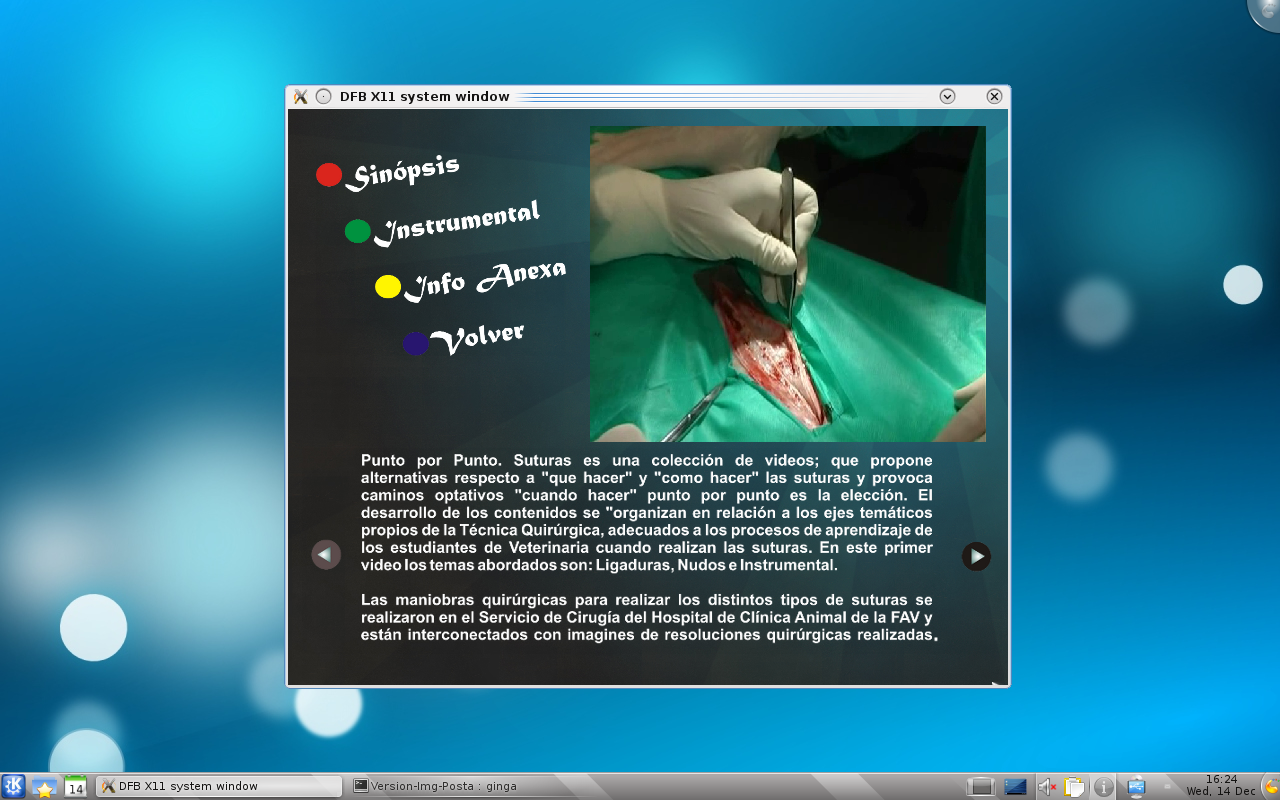 DFB X11 system window
Sinópsis
Instrumental
Info Anexa
Volver
Punto por Punto. Suturas es una colección de videos; que propone
alternativas respecto a "que hacer" y "como hacer" las suturas y provoca
caminos optativos "cuando hacer" punto por punto es la elección. El
desarrollo de los contenidos se "organizan en relación a los ejes temáticos
propios de la Técnica Quirúrgica, adecuados a los procesos de aprendizaje de
los estudiantes de Veterinaria cuando realizan las suturas. En este primer
video los temas abordados son: Ligaduras, Nudos e Instrumental.
Las maniobras quirúrgicas para realizar los distintos tipos de suturas se
realizaron en el Servicio de Cirugía del Hospital de Clínica Animal de la FAV y
están interconectados con imagines de resoluciones quirúrgicas realizadas.
14
DFB X11 system window
Version-Img-Posta : ginga
16:24
Wed, 14 Dec